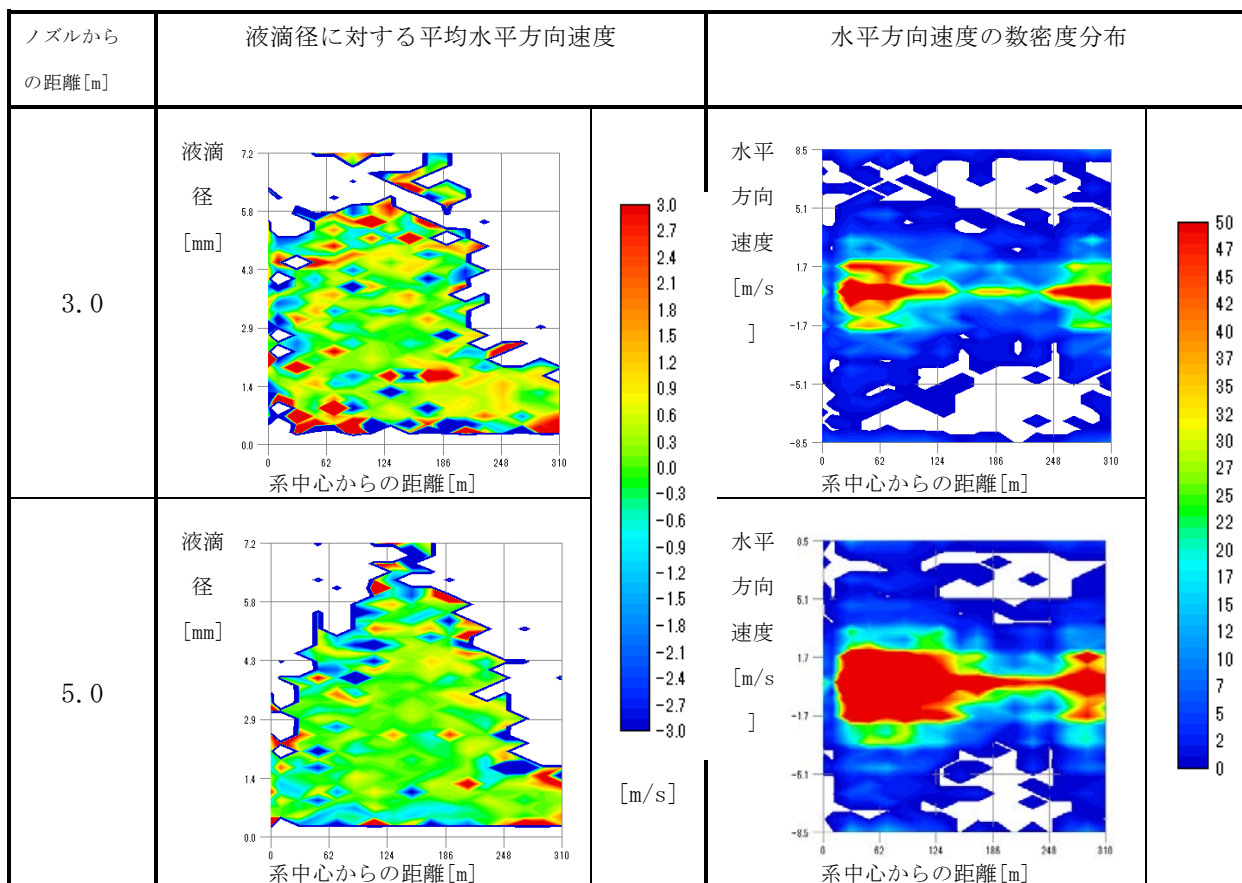 ノズルから
の距離[m]
液滴径に対する平均水平方向速度
水平方向速度の数密度分布
3.0
液滴
径
[mm]
7.2
5.8
4.3
2.9
1.4
0.0
0 62 124 186 248 310
系中心からの距離[m]
3.0
2.7
2.4
2.1
1.8
1.5
1.2
0.9
0.6
0.3
0.0
-0.3
-0.6
-0.9
-1.2
-1.5
-1.8
-2.1
-2.4
-2.7
-3.0
[m/s]
水平
方向
速度
[m/s
]
8.5
5.1
1.7
-1.7
-5.1
-8.5
0 62 124 186 248 310
系中心からの距離[m]
50
47
45
42
40
37
35
32
30
27
25
22
20
17
15
12
10
7
5
2
0
5.0
液滴
径
[mm]
7.2
5.8
4.3
2.9
1.4
0.0
0 62 124 186 248 310
系中心からの距離[m]
水平
方向
速度
[m/s
]
8.5
5.1
1.7
-1.7
-5.1
-8.5
0 62 124 186 248 310
系中心からの距離[m]